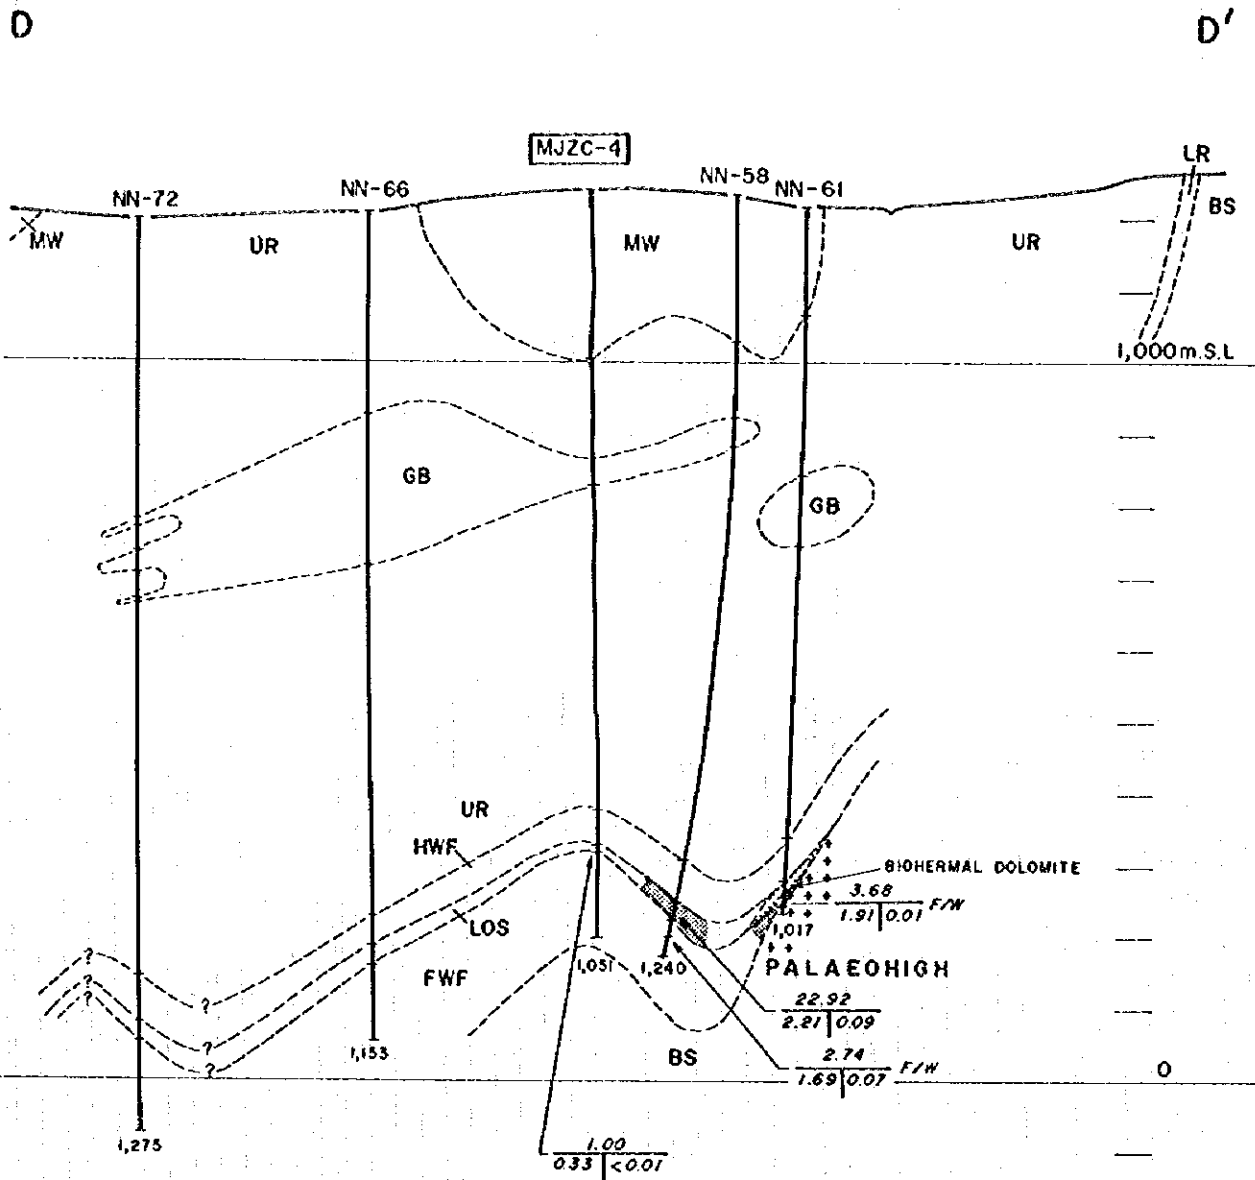 D D'
MJZC-4
LR
NN-72 NN-66 NN-58 NN-61
BS
MW UR MW UR
1,000 m.S.L
GB
GB
UR
HWF
BIOHERMAL DOLOMITE
3.68 F/W
1.91 0.01
LOS
1,017
1,051 1,240 PALAEOHIGH
FWF
? ? ? ? ? ?
22.92
2.21 0.09
1,153
BS
2.74 F/W
1.69 0.07
0
1,275
1.00
0.33 <0.01